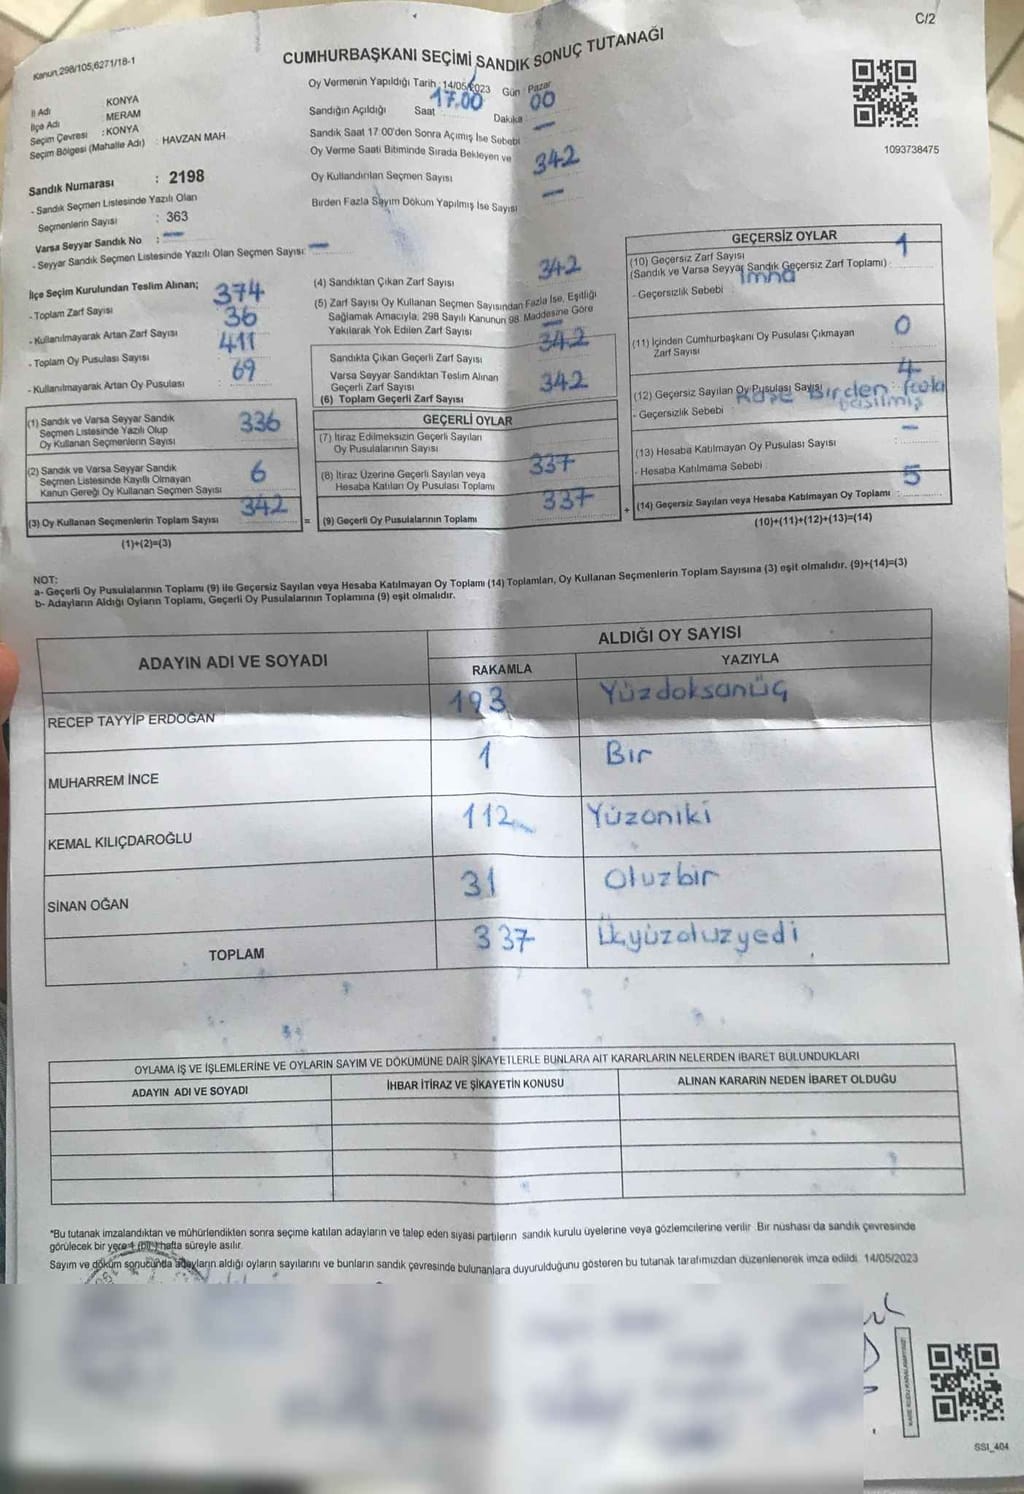 C/2
Kanun,298/105,6271/18-1
CUMHURBAŞKANI SEÇİMİ SANDIK SONUÇ TUTANAĞI
Oy Vermenin Yapıldığı Tarih : 14/05/2023 Gün : Pazar
İl Adı KONYA
İlçe Adı : MERAM
Seçim Çevresi : KONYA
Seçim Bölgesi (Mahalle Adı) : HAVZAN MAH
Sandığın Açıldığı Saat 17.00 Dakika 00
Sandık Saat 17 00'den Sonra Açımış İse Sebebi —
Oy Verme Saati Bitiminde Sırada Bekleyen ve
Oy Kullandırılan Seçmen Sayısı 342
Birden Fazla Sayım Döküm Yapılmış İse Sayısı —
1093738475
Sandık Numarası : 2198
- Sandık Seçmen Listesinde Yazılı Olan
Seçmenlerin Sayısı : 363
Varsa Seyyar Sandık No : —
- Seyyar Sandık Seçmen Listesinde Yazılı Olan Seçmen Sayısı: —
İlçe Seçim Kurulundan Teslim Alınan;
- Toplam Zarf Sayısı 374
- Kullanılmayarak Artan Zarf Sayısı 36
- Toplam Oy Pusulası Sayısı 411
- Kullanılmayarak Artan Oy Pusulası 69
(1) Sandık ve Varsa Seyyar Sandık
Seçmen Listesinde Yazılı Olup
Oy Kullanan Seçmenlerin Sayısı 336
(2) Sandık ve Varsa Seyyar Sandık
Seçmen Listesinde Kayıtlı Olmayan
Kanun Gereği Oy Kullanan Seçmen Sayısı 6
(3) Oy Kullanan Seçmenlerin Toplam Sayısı 342
(1)+(2)=(3)
(4) Sandıktan Çıkan Zarf Sayısı 342
(5) Zarf Sayısı Oy Kullanan Seçmen Sayısından Fazla İse, Eşitliği
Sağlamak Amacıyla, 298 Sayılı Kanunun 98. Maddesine Göre
Yakılarak Yok Edilen Zarf Sayısı —
Sandıkta Çıkan Geçerli Zarf Sayısı 342
Varsa Seyyar Sandıktan Teslim Alınan
Geçerli Zarf Sayısı
(6) Toplam Geçerli Zarf Sayısı 342
GEÇERLİ OYLAR
(7) İtiraz Edilmeksizin Geçerli Sayılan
Oy Pusulalarının Sayısı
(8) İtiraz Üzerine Geçerli Sayılan veya
Hesaba Katılan Oy Pusulası Toplamı 337
= (9) Geçerli Oy Pusulalarının Toplamı 337
GEÇERSİZ OYLAR
(10) Geçersiz Zarf Sayısı
(Sandık ve Varsa Seyyar Sandık Geçersiz Zarf Toplamı) : 1
- Geçersizlik Sebebi : İmha
(11) İçinden Cumhurbaşkanı Oy Pusulası Çıkmayan
Zarf Sayısı 0
(12) Geçersiz Sayılan Oy Pusulası Sayısı 4
- Geçersizlik Sebebi : Birden fazla
basılmış
(13) Hesaba Katılmayan Oy Pusulası Sayısı —
- Hesaba Katılmama Sebebi :
+ (14) Geçersiz Sayılan veya Hesaba Katılmayan Oy Toplamı : 5
(10)+(11)+(12)+(13)=(14)
NOT:
a- Geçerli Oy Pusulalarının Toplamı (9) ile Geçersiz Sayılan veya Hesaba Katılmayan Oy Toplamı (14) Toplamları, Oy Kullanan Seçmenlerin Toplam Sayısına (3) eşit olmalıdır. (9)+(14)=(3)
b- Adayların Aldığı Oyların Toplamı, Geçerli Oy Pusulalarının Toplamına (9) eşit olmalıdır.
ADAYIN ADI VE SOYADI ALDIĞI OY SAYISI
RAKAMLA YAZIYLA
RECEP TAYYİP ERDOĞAN 193 Yüzdoksanüç
MUHARREM İNCE 1 Bir
KEMAL KILIÇDAROĞLU 112 Yüzoniki
SİNAN OĞAN 31 Otuzbir
TOPLAM 337 Üçyüzotuzyedi
OYLAMA İŞ VE İŞLEMLERİNE VE OYLARIN SAYIM VE DÖKÜMÜNE DAİR ŞİKAYETLERLE BUNLARA AİT KARARLARIN NELERDEN İBARET BULUNDUKLARI
ADAYIN ADI VE SOYADI İHBAR İTİRAZ VE ŞİKAYETİN KONUSU ALINAN KARARIN NEDEN İBARET OLDUĞU
*Bu tutanak imzalandıktan ve mühürlendikten sonra seçime katılan adayların ve talep eden siyasi partilerin sandık kurulu üyelerine veya gözlemcilerine verilir. Bir nüshası da sandık çevresinde
görülecek bir yere 1 (bir) hafta süreyle asılır.
Sayım ve döküm sonucunda adayların aldığı oyların sayılarını ve bunların sandık çevresinde bulunanlara duyurulduğunu gösteren bu tutanak tarafımızdan düzenlenerek imza edildi. 14/05/2023
SSI_404